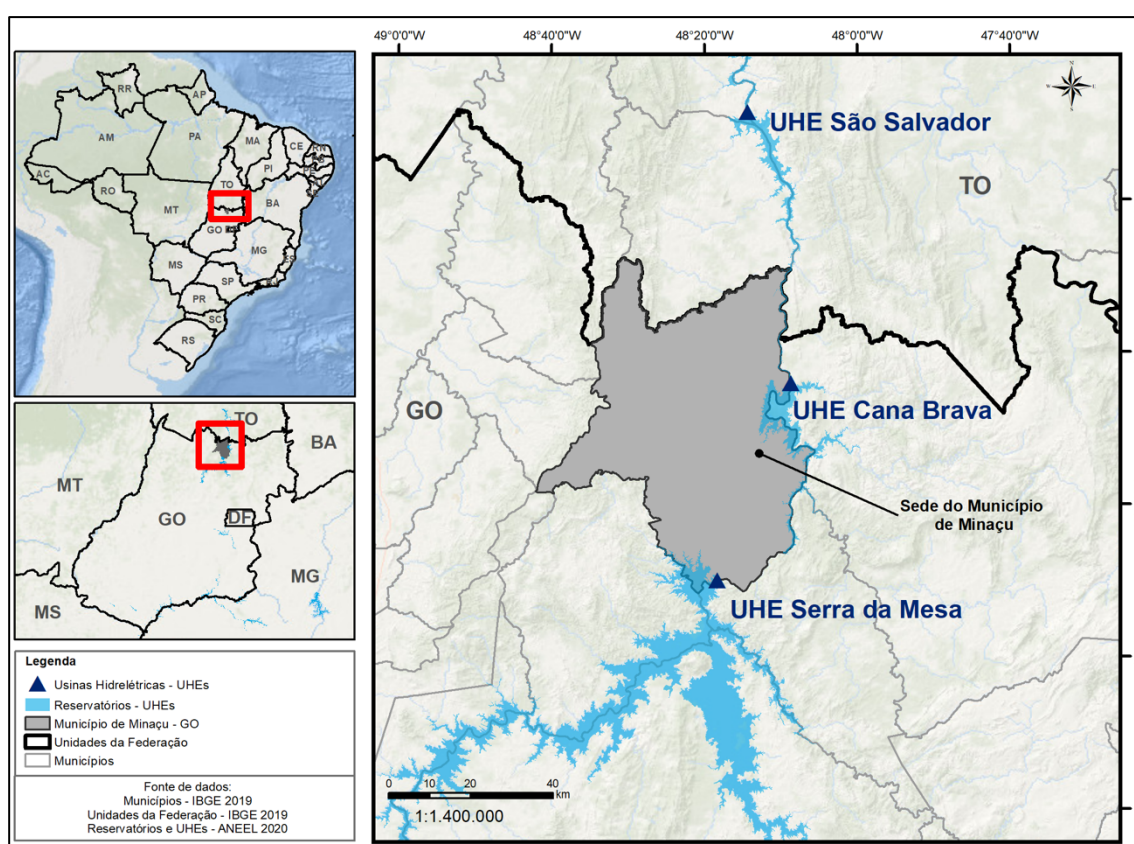 49°0'0"W
48°40'0"W
48°20'0"W
48°0'0"W
47°40'0"W
RR
AP
AM
PA
MA
CE
RN
PI
AC
TO
RO
BA
MT
GO
MG
MS
SP
PR
SC
RS
TO
BA
MT
GO
DF
MG
MS
UHE São Salvador
TO
GO
UHE Cana Brava
Sede do Município
de Minaçu
UHE Serra da Mesa
0 10 20 40
km
1:1.400.000
Legenda
Usinas Hidrelétricas - UHEs
Reservatórios - UHEs
Município de Minaçu - GO
Unidades da Federação
Municípios
Fonte de dados:
Municípios - IBGE 2019
Unidades da Federação - IBGE 2019
Reservatórios e UHEs - ANEEL 2020